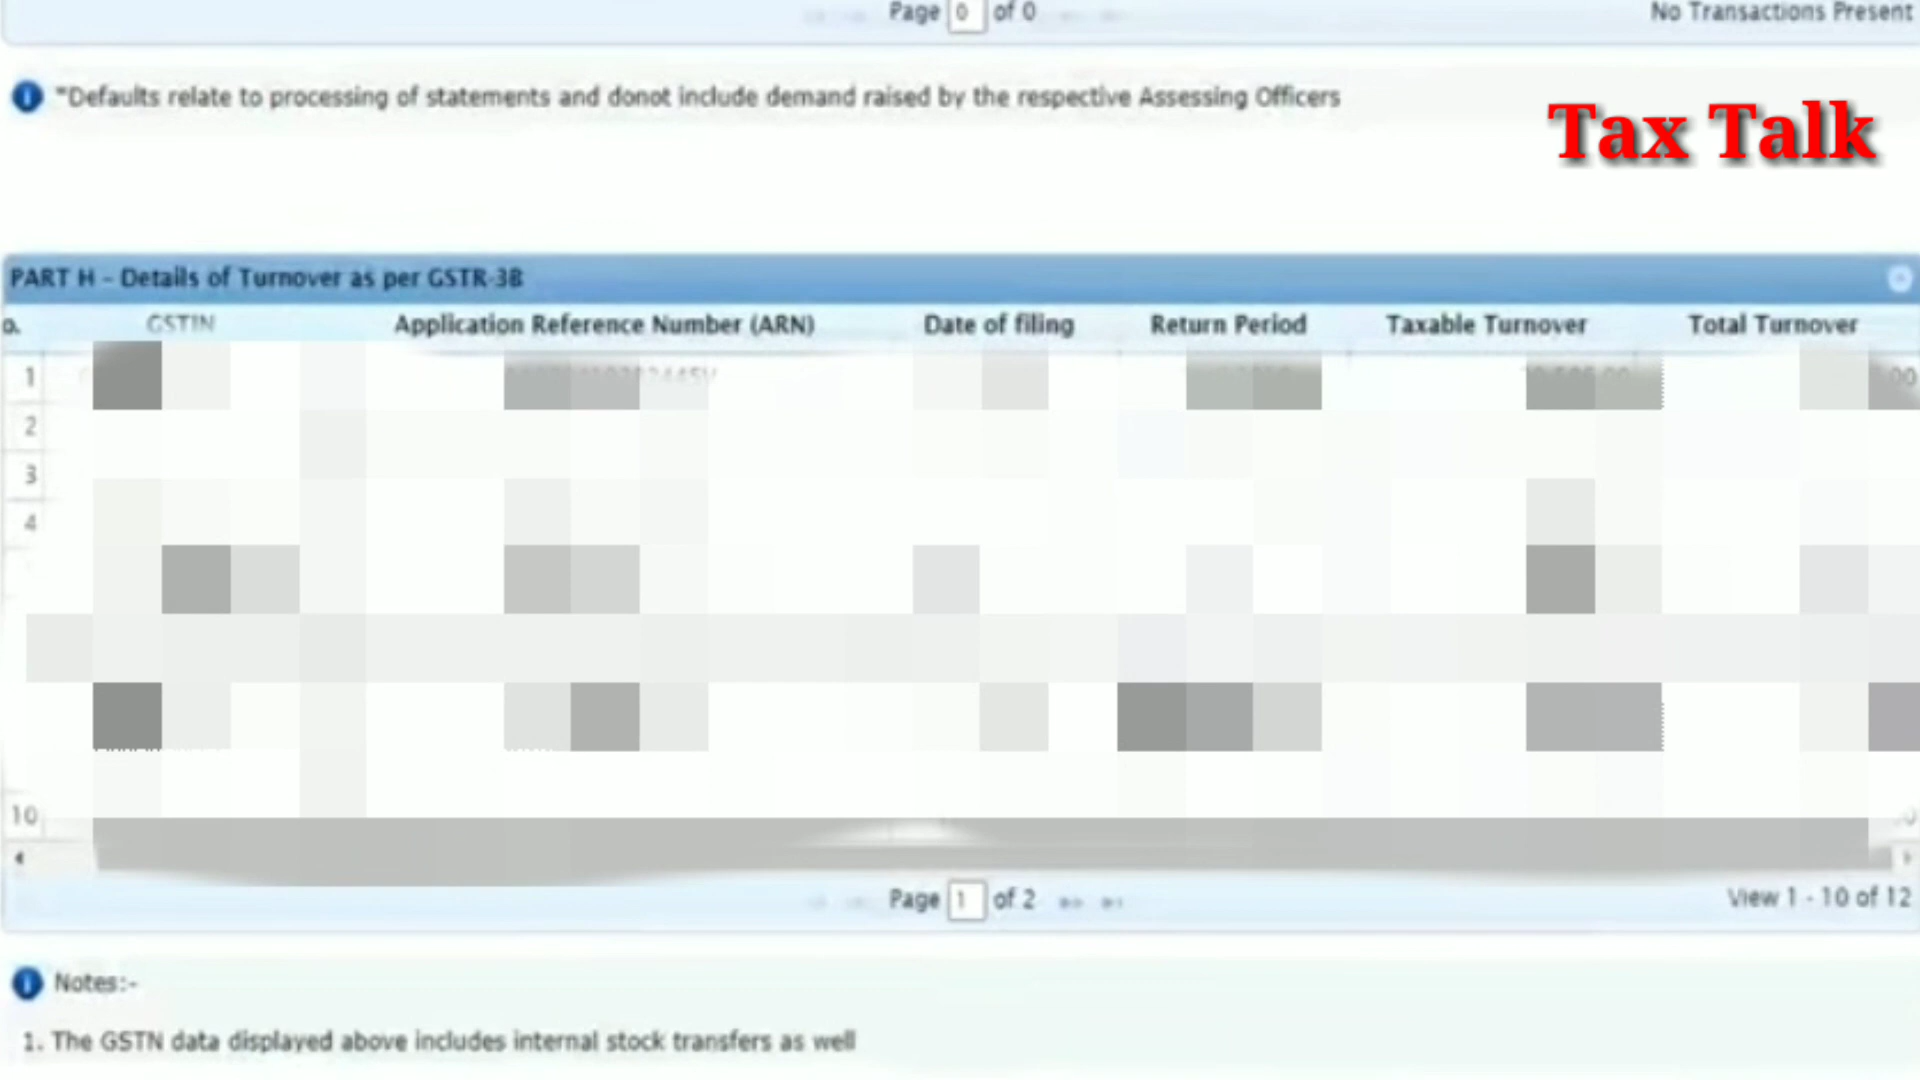 Page 0 of 0
No Transactions Present
*Defaults relate to processing of statements and donot include demand raised by the respective Assessing Officers
Tax Talk
PART H - Details of Turnover as per GSTR-3B
o. GSTIN Application Reference Number (ARN) Date of filing Return Period Taxable Turnover Total Turnover
1
2
3
4
10
Page 1 of 2
View 1 - 10 of 12
Notes:-
1. The GSTN data displayed above includes internal stock transfers as well